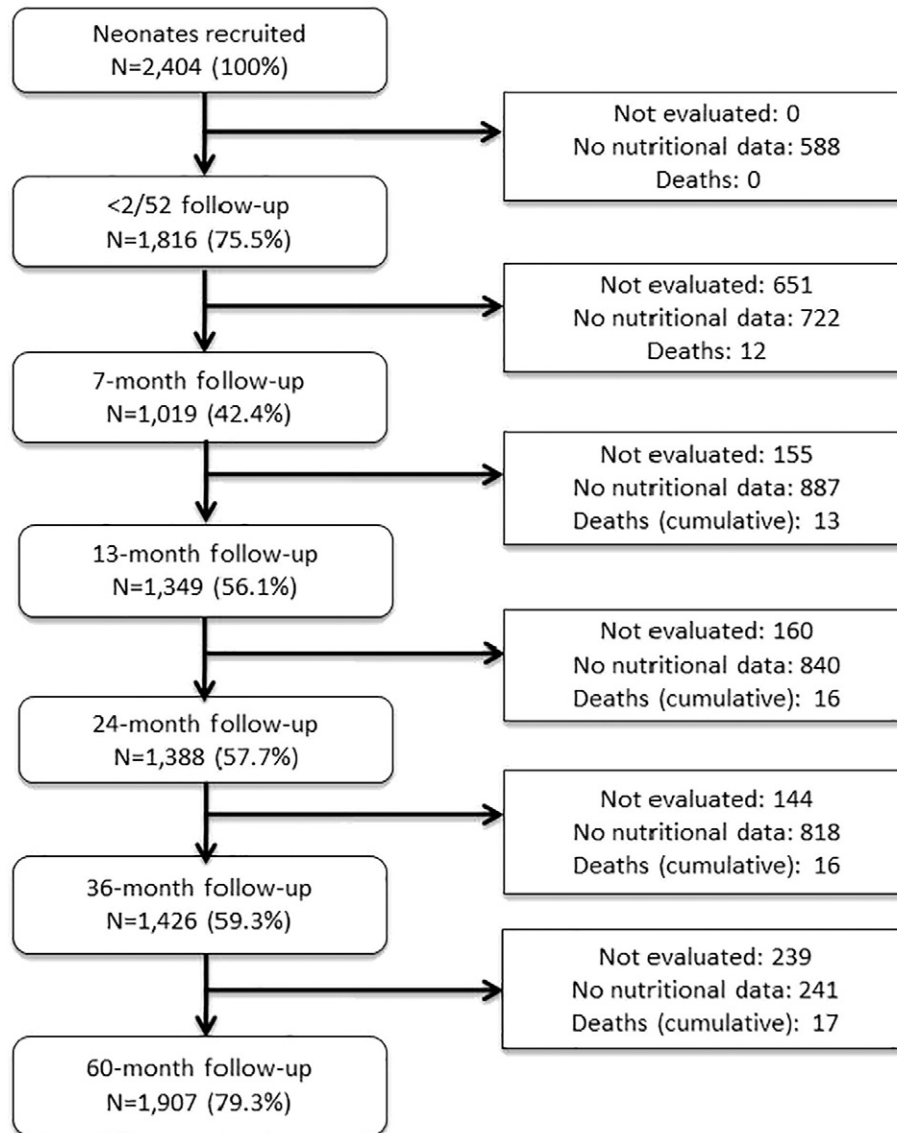 Neonates recruited
N=2,404 (100%)
Not evaluated: 0
No nutritional data: 588
Deaths: 0
<2/52 follow-up
N=1,816 (75.5%)
Not evaluated: 651
No nutritional data: 722
Deaths: 12
7-month follow-up
N=1,019 (42.4%)
Not evaluated: 155
No nutritional data: 887
Deaths (cumulative): 13
13-month follow-up
N=1,349 (56.1%)
Not evaluated: 160
No nutritional data: 840
Deaths (cumulative): 16
24-month follow-up
N=1,388 (57.7%)
Not evaluated: 144
No nutritional data: 818
Deaths (cumulative): 16
36-month follow-up
N=1,426 (59.3%)
Not evaluated: 239
No nutritional data: 241
Deaths (cumulative): 17
60-month follow-up
N=1,907 (79.3%)